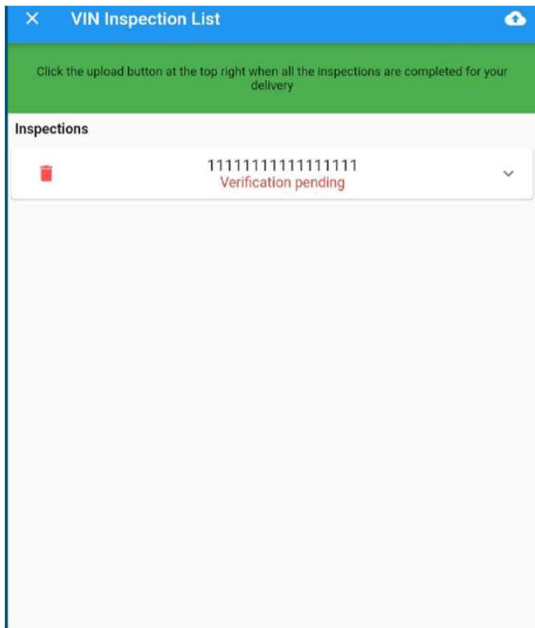 VIN Inspection List
Click the upload button at the top right when all the inspections are completed for your
delivery
Inspections
11111111111111111
Verification pending